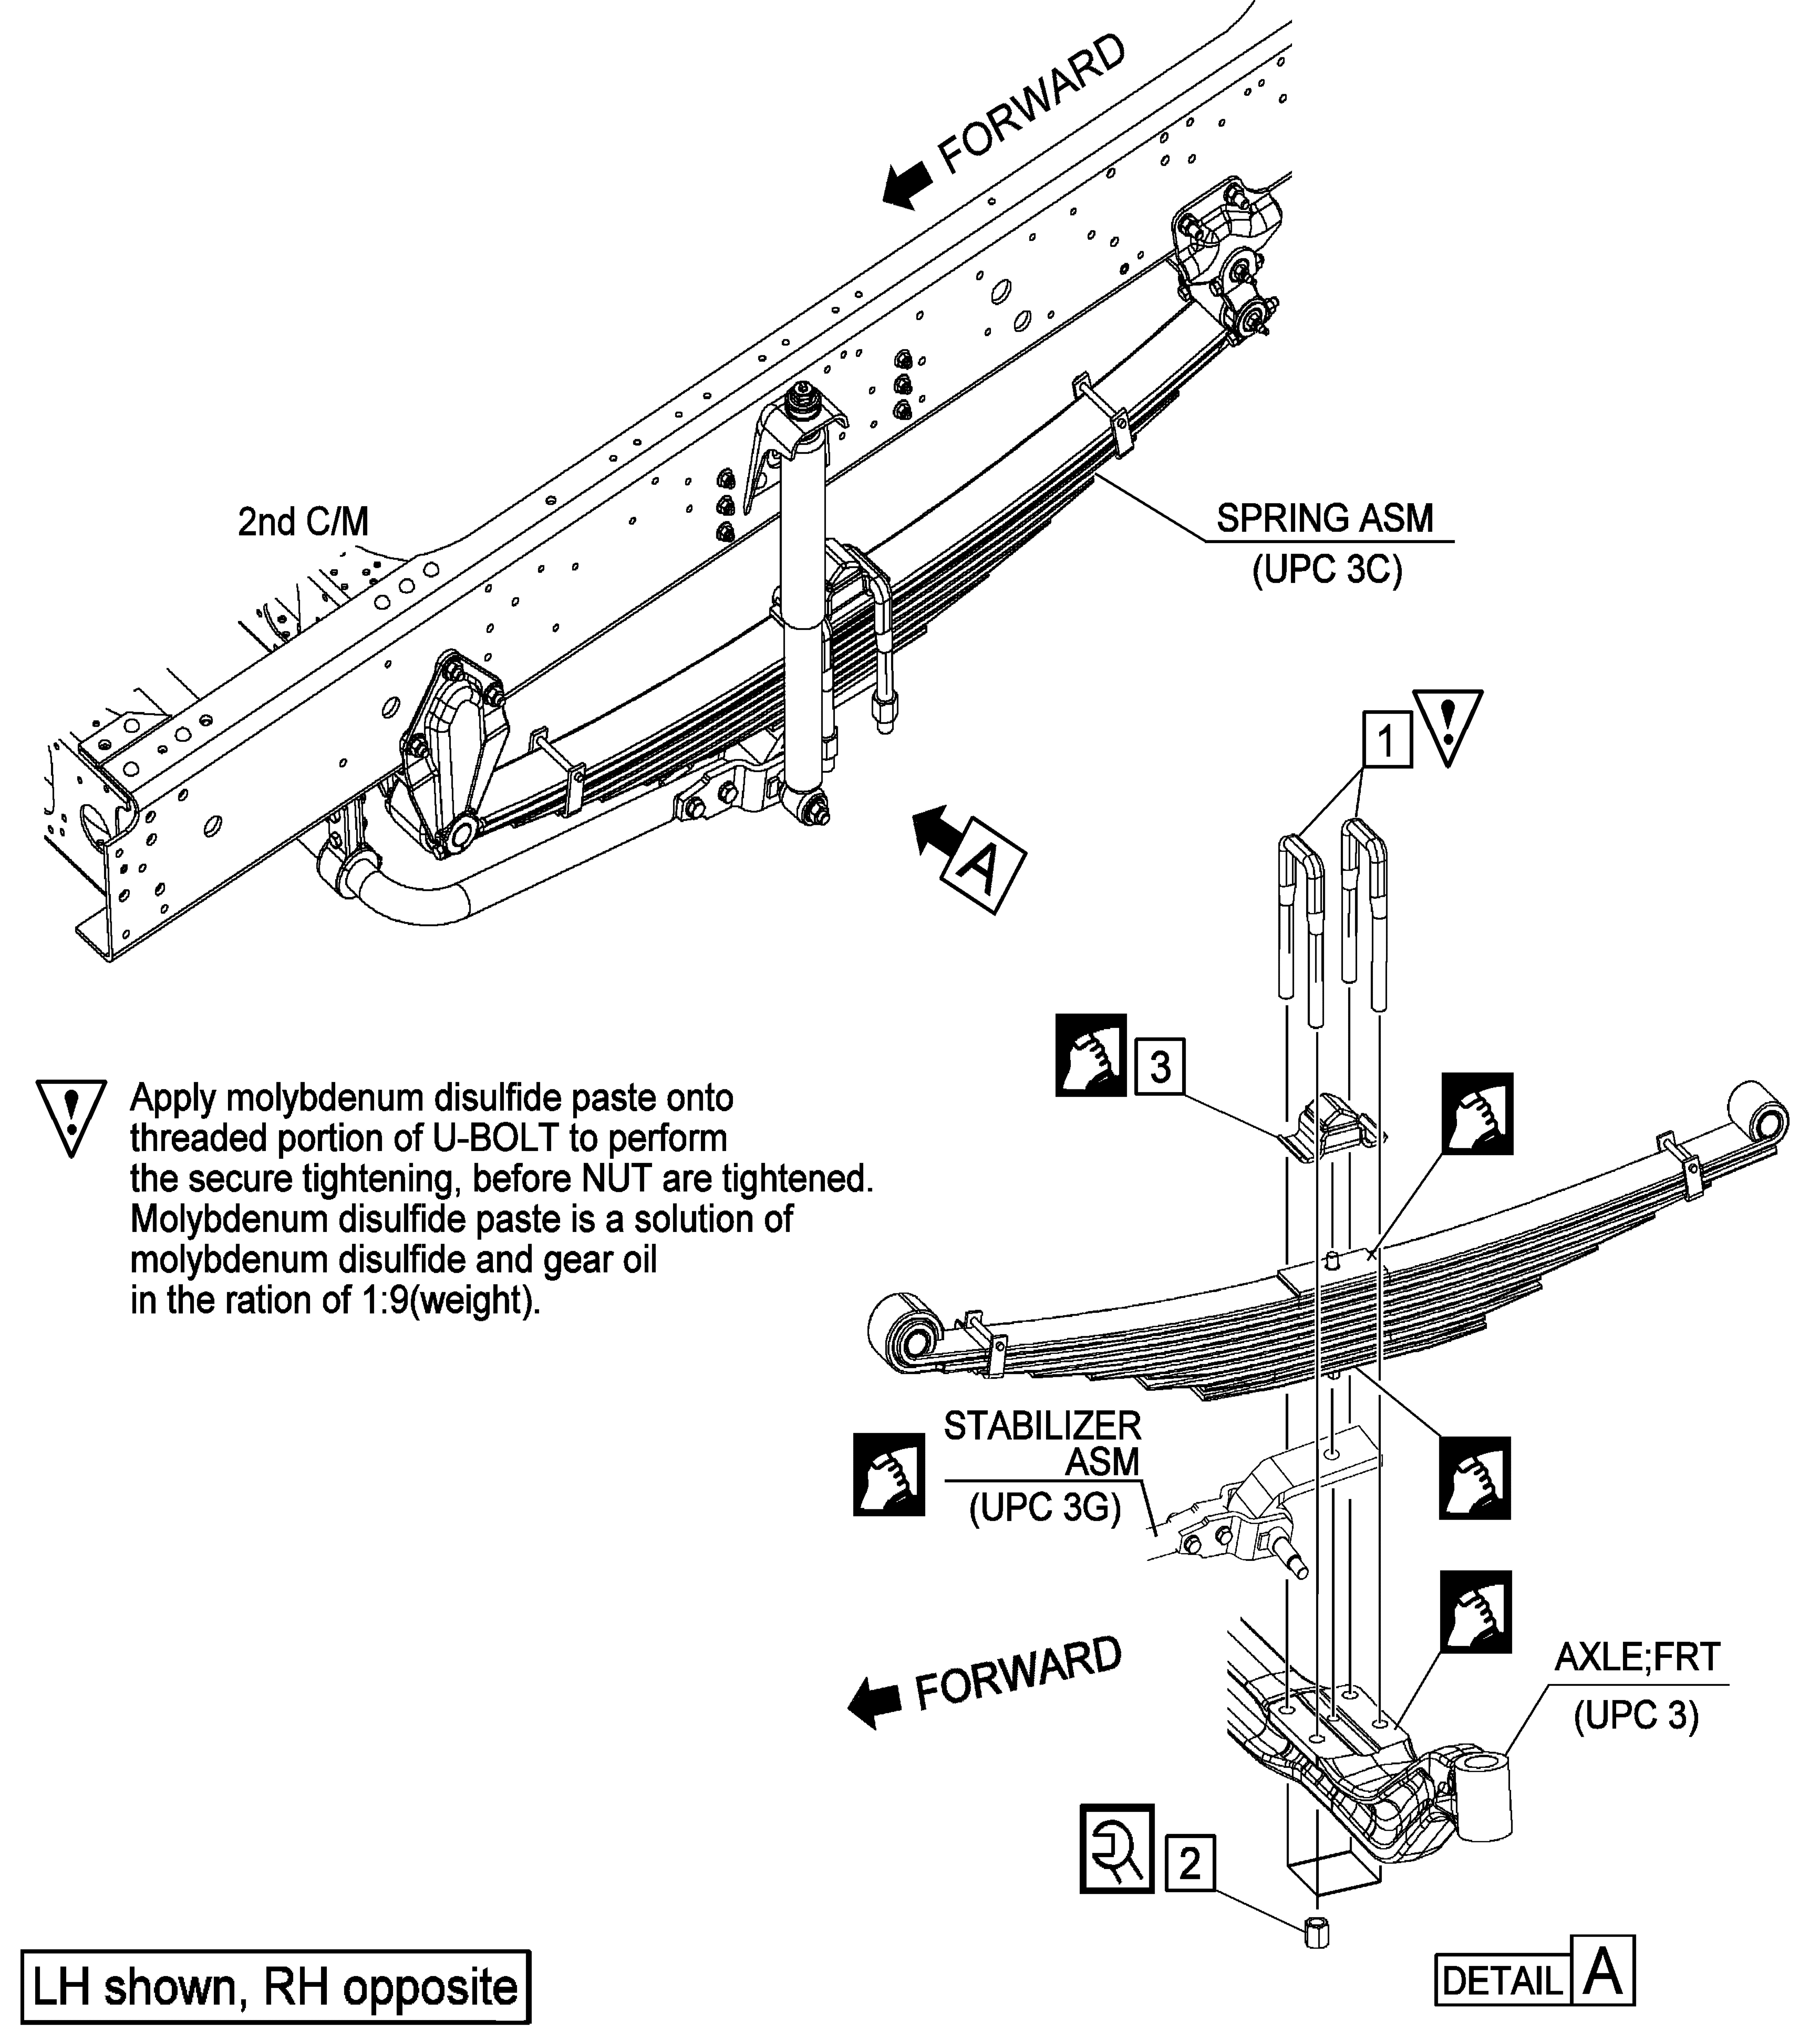 FORWARD
2nd C/M
SPRING ASM
(UPC 3C)
1
!
A
3
! Apply molybdenum disulfide paste onto
threaded portion of U-BOLT to perform
the secure tightening, before NUT are tightened.
Molybdenum disulfide paste is a solution of
molybdenum disulfide and gear oil
in the ration of 1:9(weight).
STABILIZER
ASM
(UPC 3G)
FORWARD
AXLE;FRT
(UPC 3)
2
LH shown, RH opposite
DETAIL A